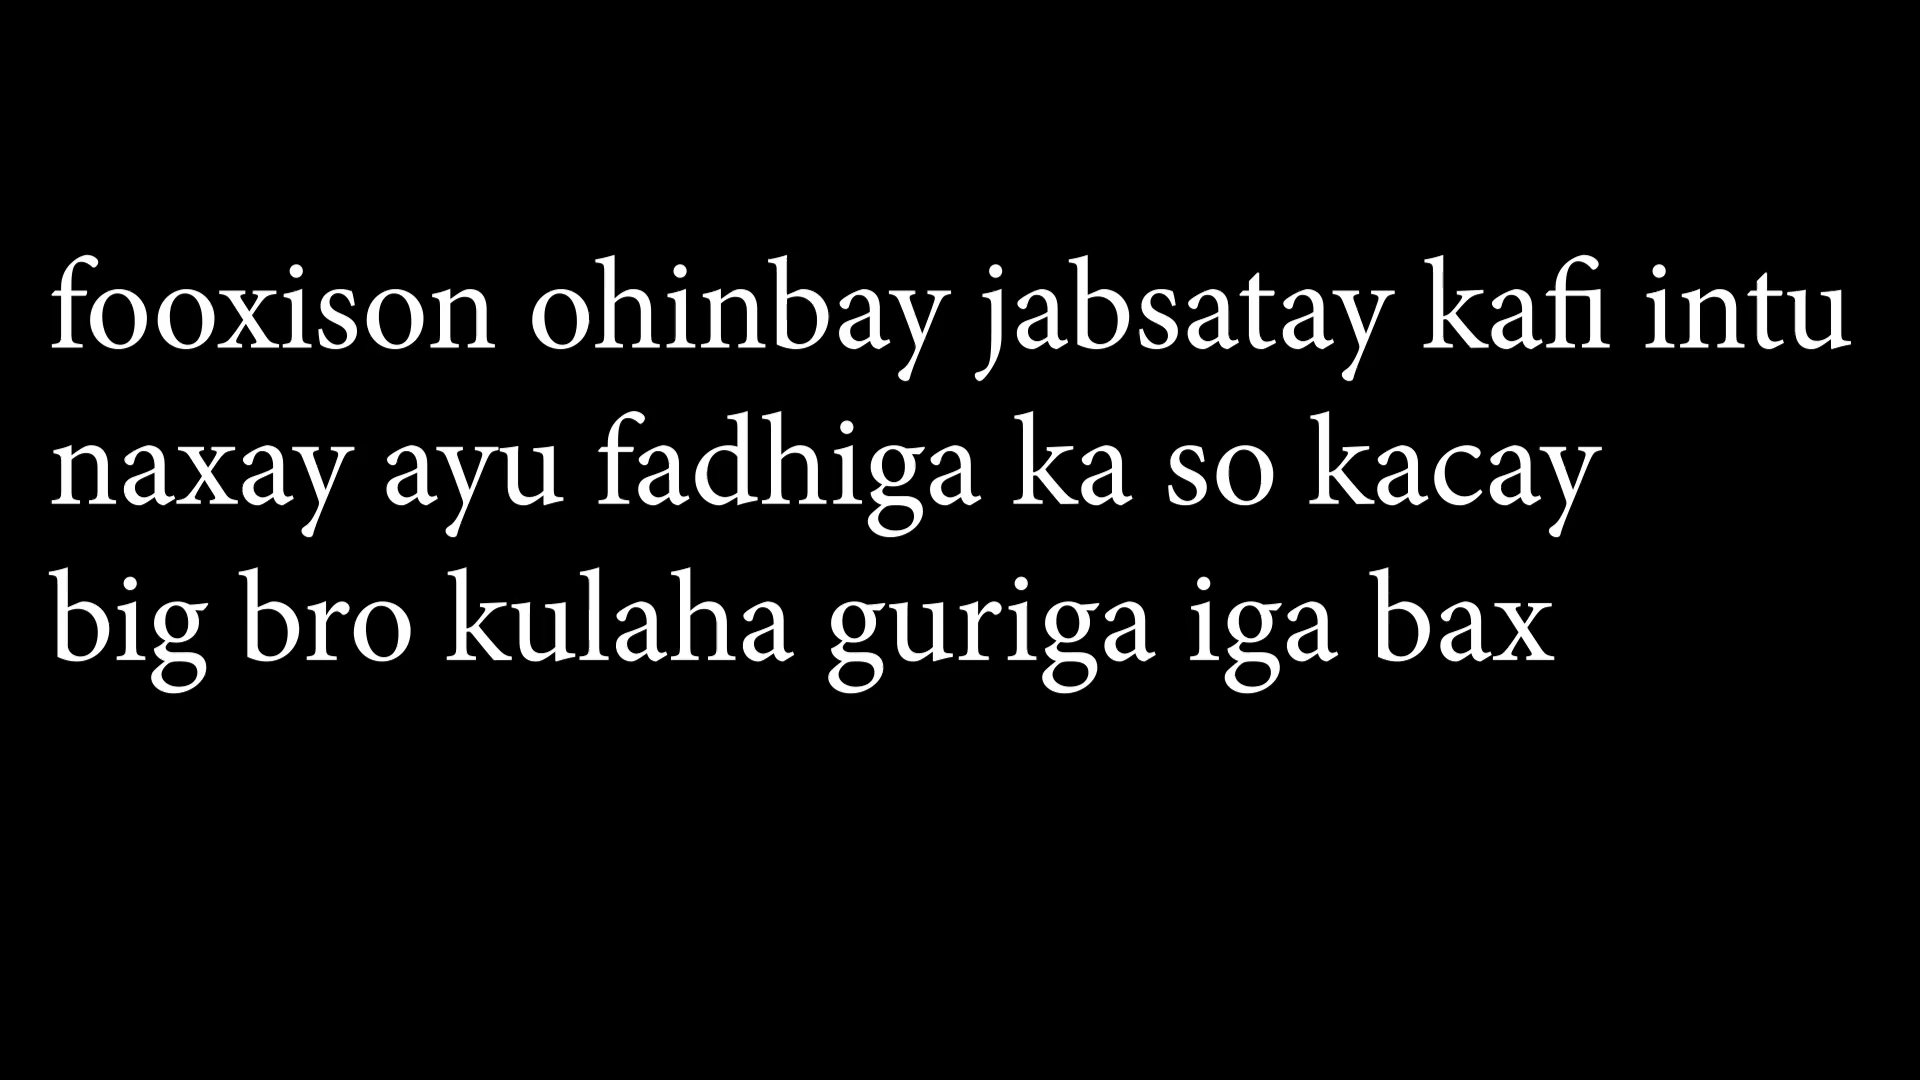 fooxison ohinbay jabsatay kafi intu
naxay ayu fadhiga ka so kacay
big bro kulaha guriga iga bax